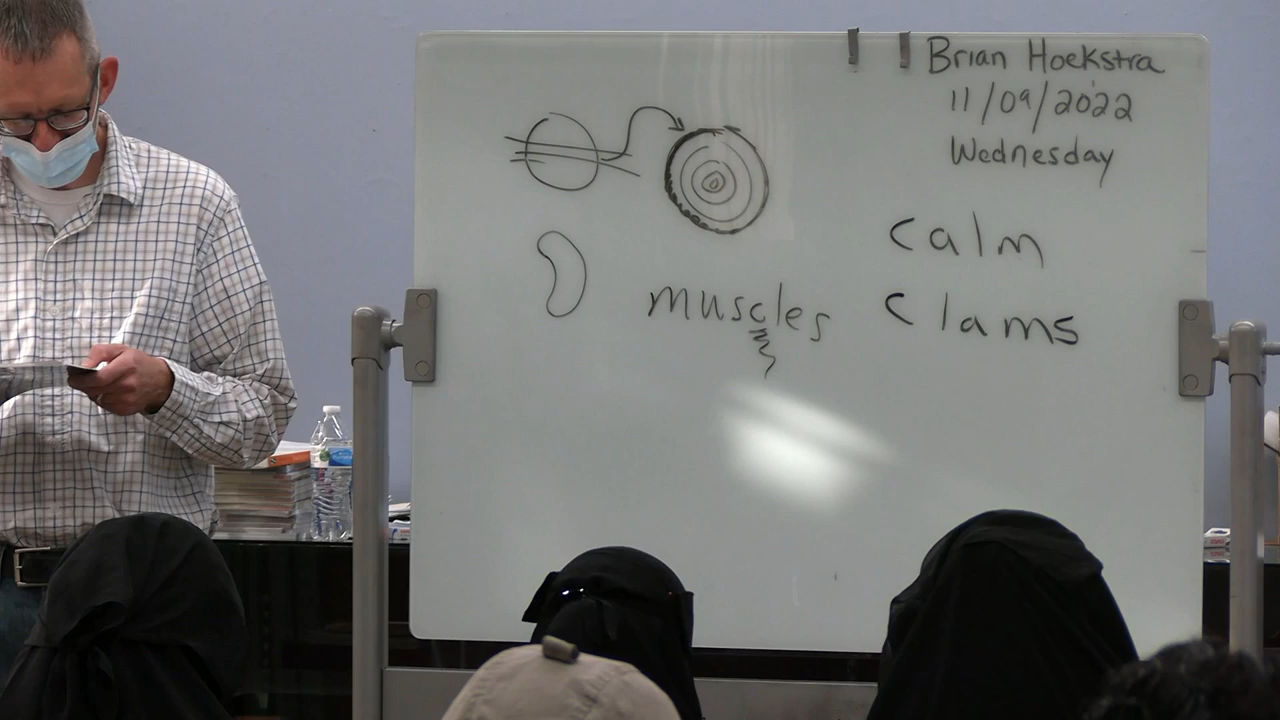 Brian Hoekstra
11/09/2022
Wednesday
calm
muscles
clams